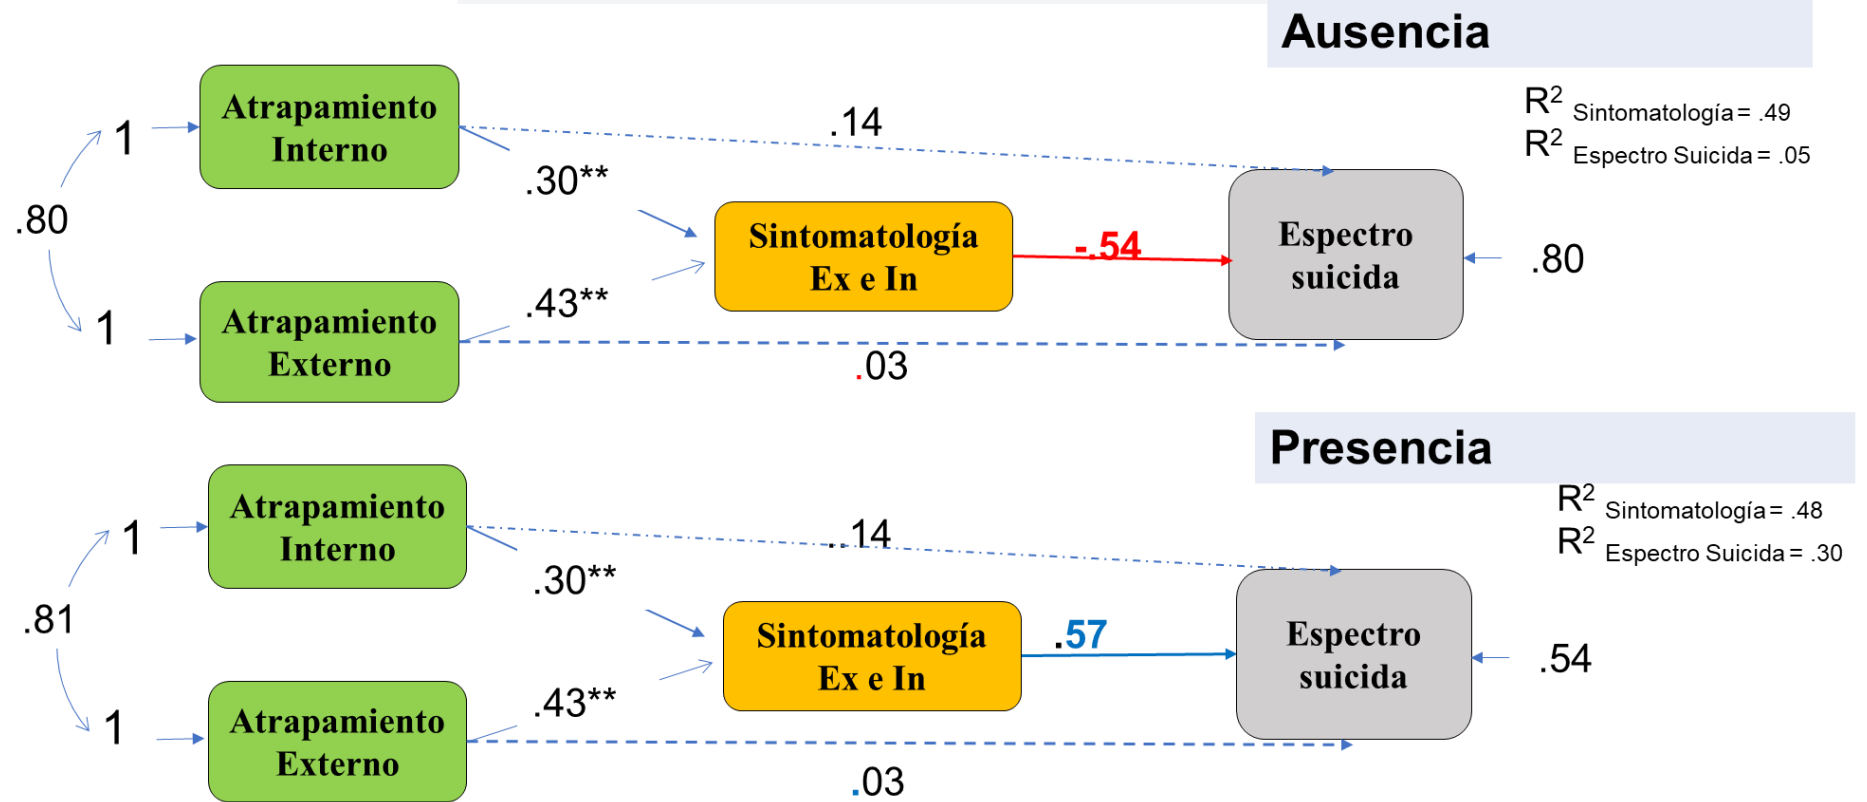 Ausencia
Atrapamiento
Interno
1
.14
R² Sintomatología = .49
R² Espectro Suicida = .05
.30**
.80
Sintomatología
Ex e In
-.54
Espectro
suicida
.80
.43**
1
Atrapamiento
Externo
.03
Presencia
Atrapamiento
Interno
1
..14
R² Sintomatología = .48
R² Espectro Suicida = .30
.30**
.81
Sintomatología
Ex e In
.57
Espectro
suicida
.54
.43**
1
Atrapamiento
Externo
.03